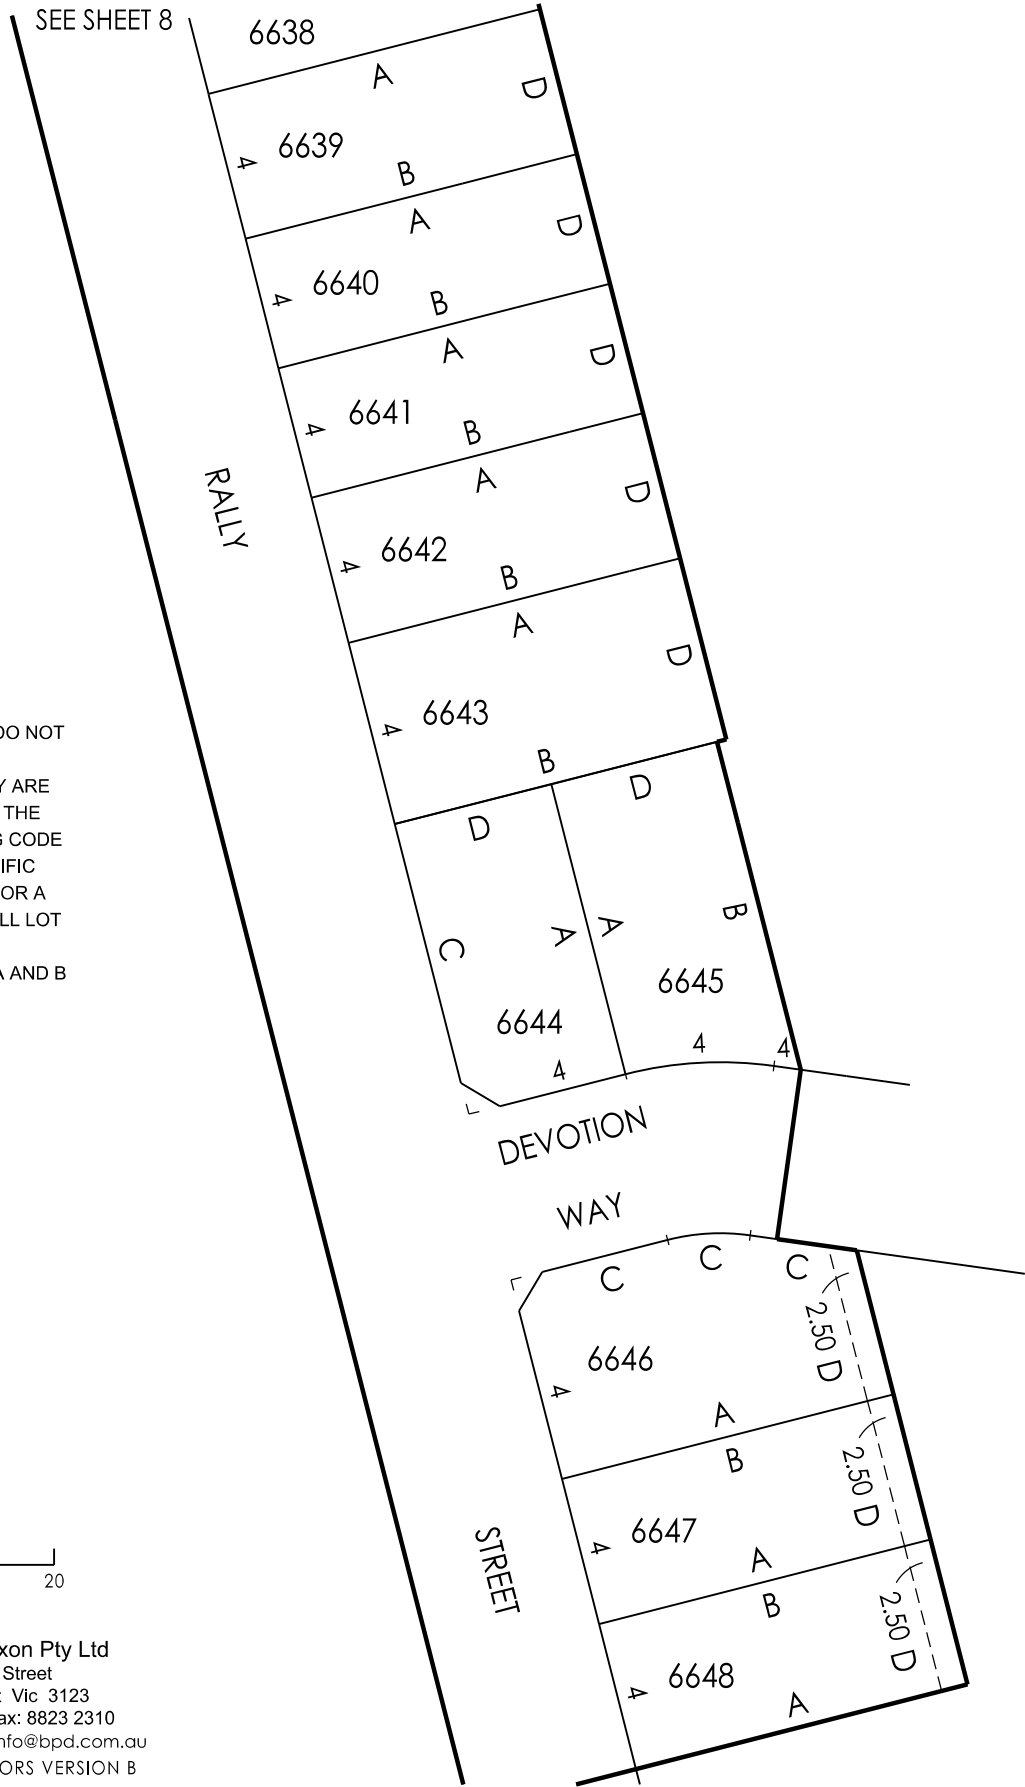 SEE SHEET 8
6638
A
D
4
6639
B
A
D
4
6640
B
A
D
4
6641
B
A
D
4
6642
B
A
D
4
6643
B
RALLY
D
D
C
A
A
B
6644
6645
4
4
4
DEVOTION
WAY
C
C
C
2.50 D
4
6646
A
B
2.50 D
4
6647
A
B
2.50 D
4
6648
A
STREET
DO NOT
Y ARE
THE
G CODE
IFIC
OR A
LL LOT
A AND B
20
xon Pty Ltd
Street
Vic 3123
ax: 8823 2310
nfo@bpd.com.au
ORS VERSION B